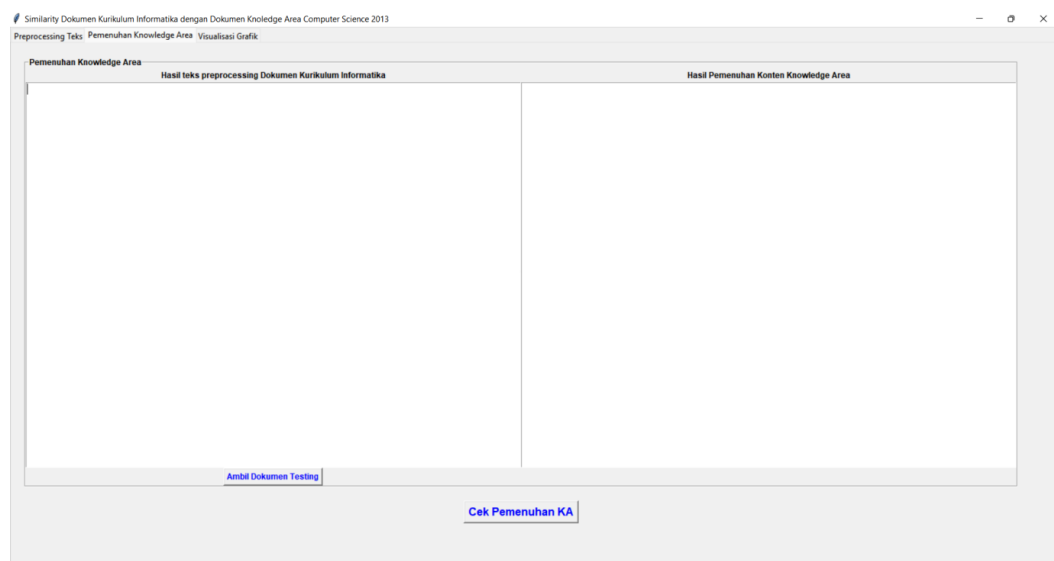 Similarity Dokumen Kurikulum Informatika dengan Dokumen Knoledge Area Computer Science 2013
Preprocessing Teks Pemenuhan Knowledge Area Visualisasi Grafik
Pemenuhan Knowledge Area
Hasil teks preprocessing Dokumen Kurikulum Informatika Hasil Pemenuhan Konten Knowledge Area
Ambil Dokumen Testing
Cek Pemenuhan KA